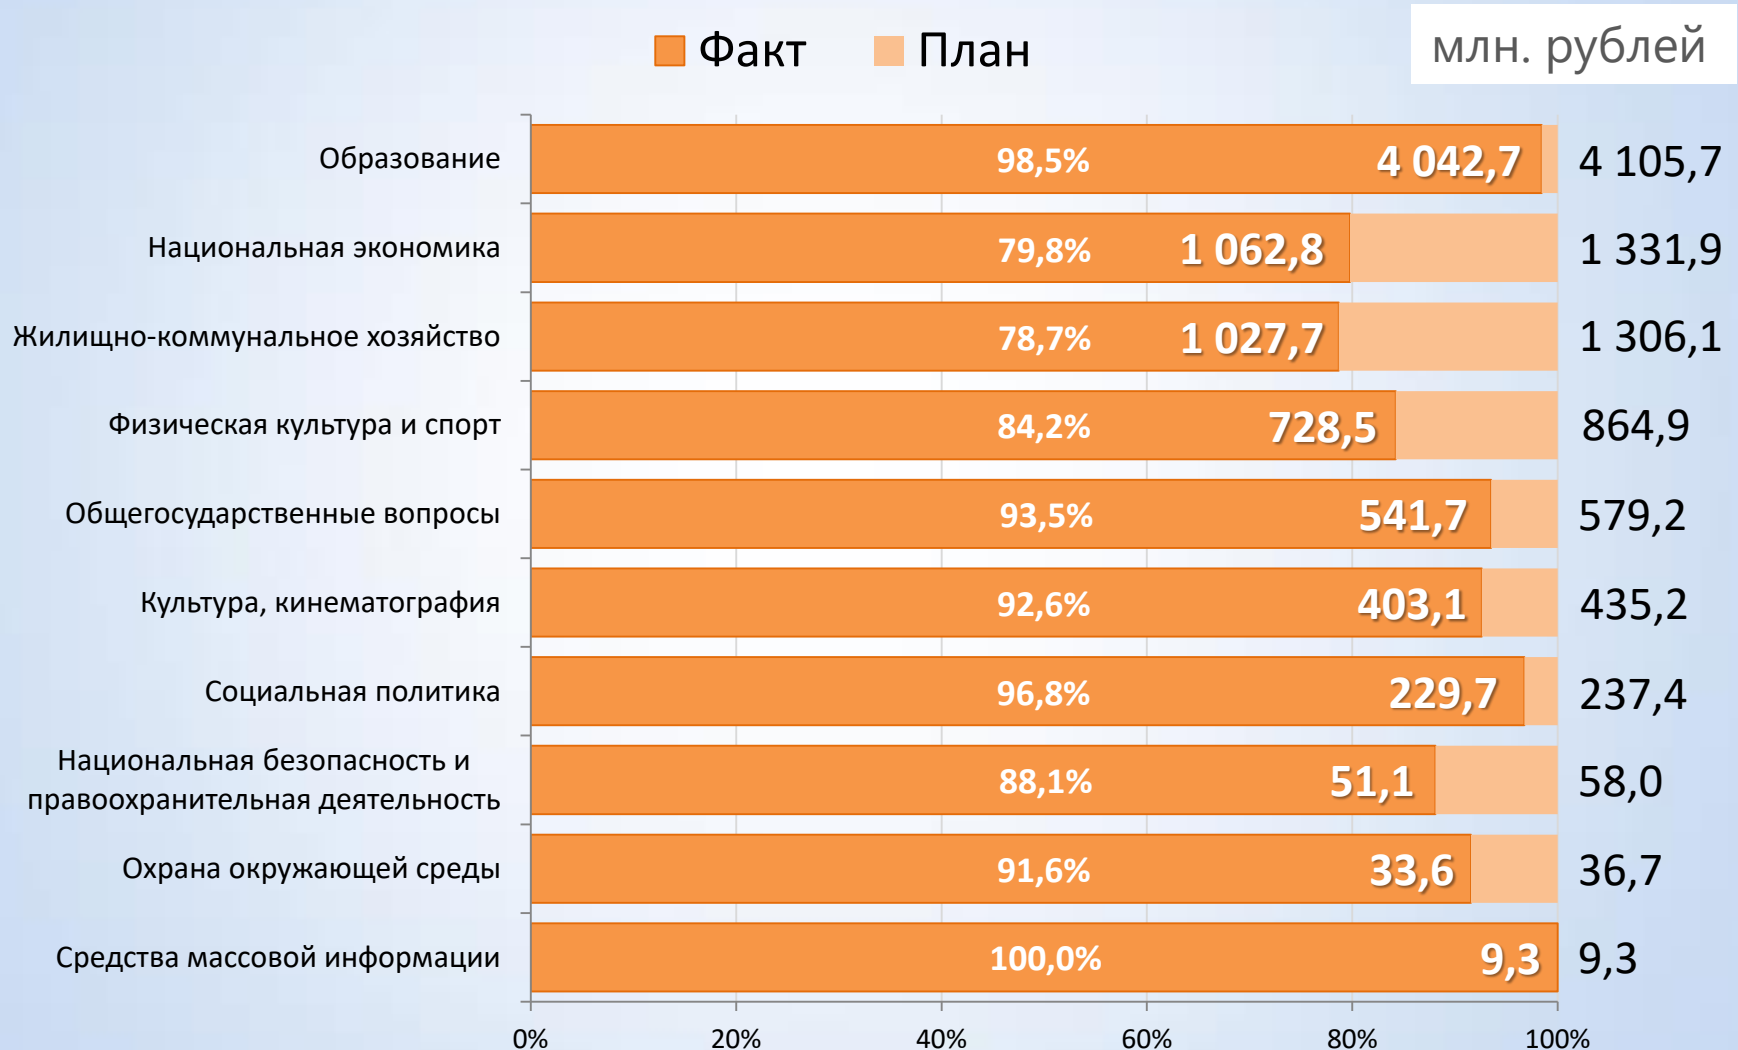 Факт План
млн. рублей
Образование 98,5% 4 042,7 4 105,7
Национальная экономика 79,8% 1 062,8 1 331,9
Жилищно-коммунальное хозяйство 78,7% 1 027,7 1 306,1
Физическая культура и спорт 84,2% 728,5 864,9
Общегосударственные вопросы 93,5% 541,7 579,2
Культура, кинематография 92,6% 403,1 435,2
Социальная политика 96,8% 229,7 237,4
Национальная безопасность и
правоохранительная деятельность 88,1% 51,1 58,0
Охрана окружающей среды 91,6% 33,6 36,7
Средства массовой информации 100,0% 9,3 9,3
0% 20% 40% 60% 80% 100%